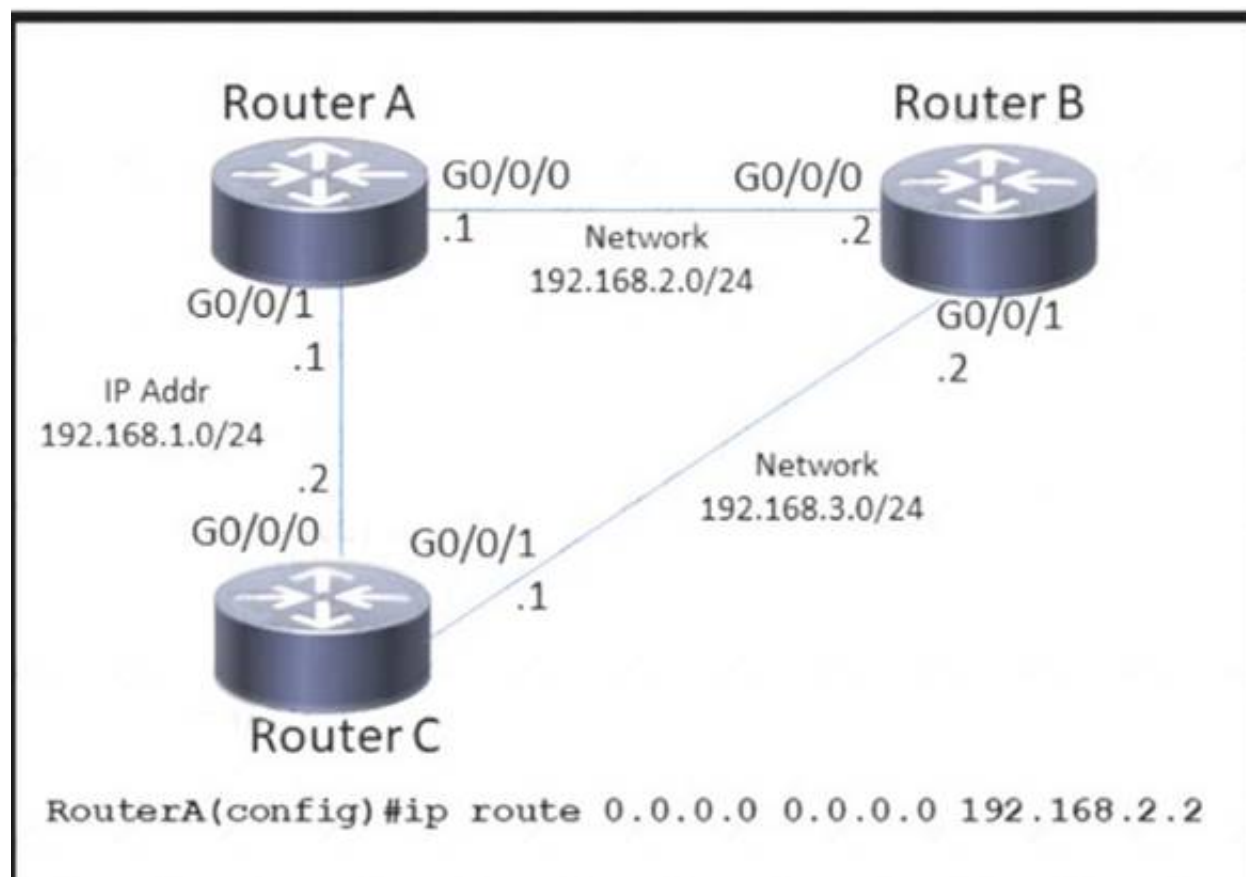 Router A
Router B
G0/0/0
G0/0/0
.1
.2
Network
192.168.2.0/24
G0/0/1
G0/0/1
.1
.2
IP Addr
192.168.1.0/24
Network
192.168.3.0/24
.2
G0/0/0
G0/0/1
.1
Router C
RouterA(config)#ip route 0.0.0.0 0.0.0.0 192.168.2.2